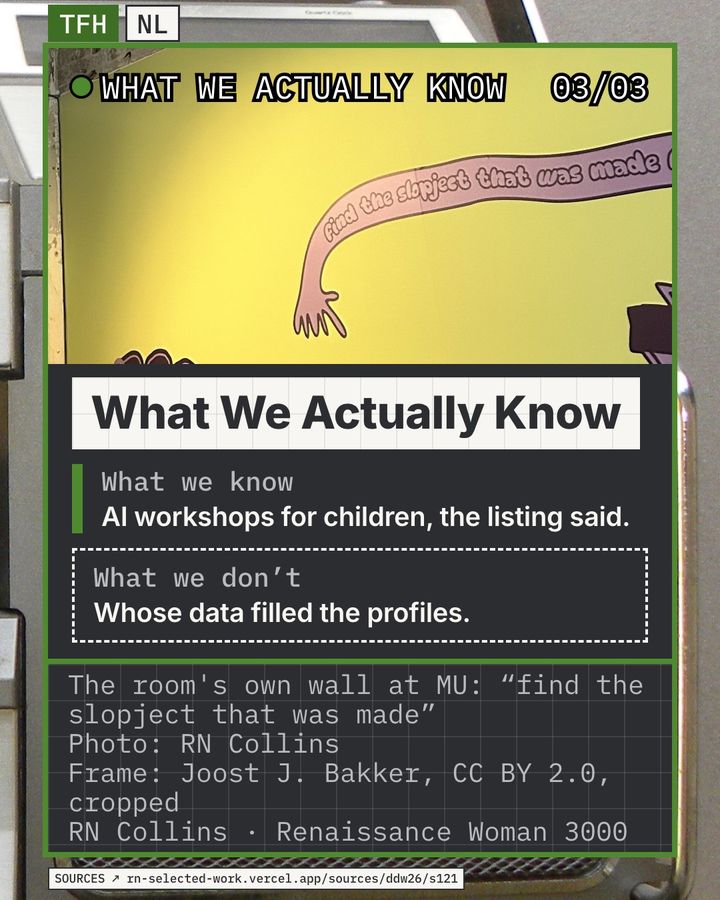 Quartz Clock
TFH NL
WHAT WE ACTUALLY KNOW 03/03
find the slopject that was made
What We Actually Know
What we know
AI workshops for children, the listing said.
What we don’t
Whose data filled the profiles.
The room's own wall at MU: “find the
slopject that was made”
Photo: RN Collins
Frame: Joost J. Bakker, CC BY 2.0,
cropped
RN Collins · Renaissance Woman 3000
SOURCES ↗ rn-selected-work.vercel.app/sources/ddw26/s121